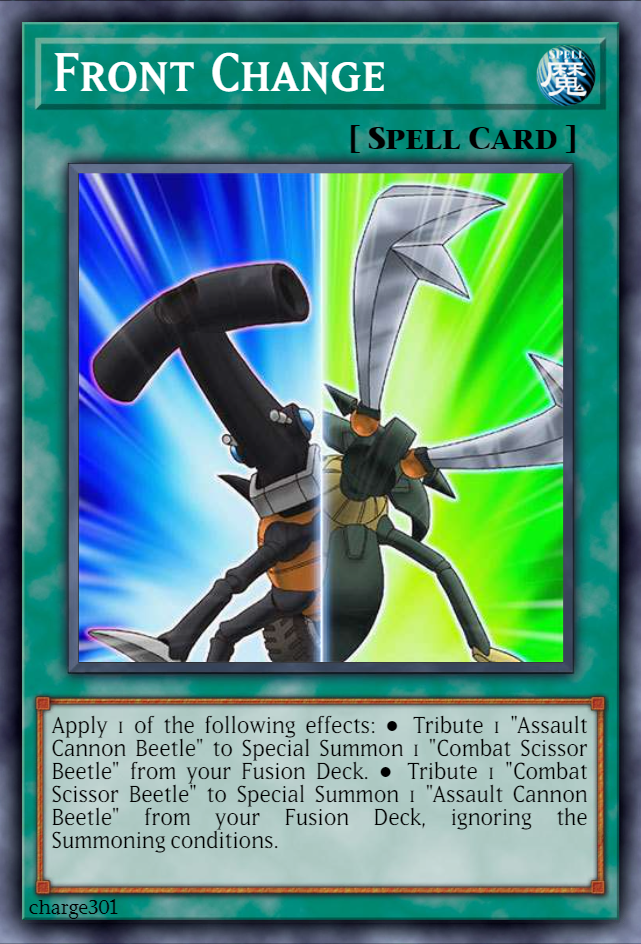 Front Change
SPELL
魔
[ Spell Card ]
Apply 1 of the following effects: ● Tribute 1 "Assault
Cannon Beetle" to Special Summon 1 "Combat Scissor
Beetle" from your Fusion Deck. ● Tribute 1 "Combat
Scissor Beetle" to Special Summon 1 "Assault Cannon
Beetle" from your Fusion Deck, ignoring the
Summoning conditions.
charge301